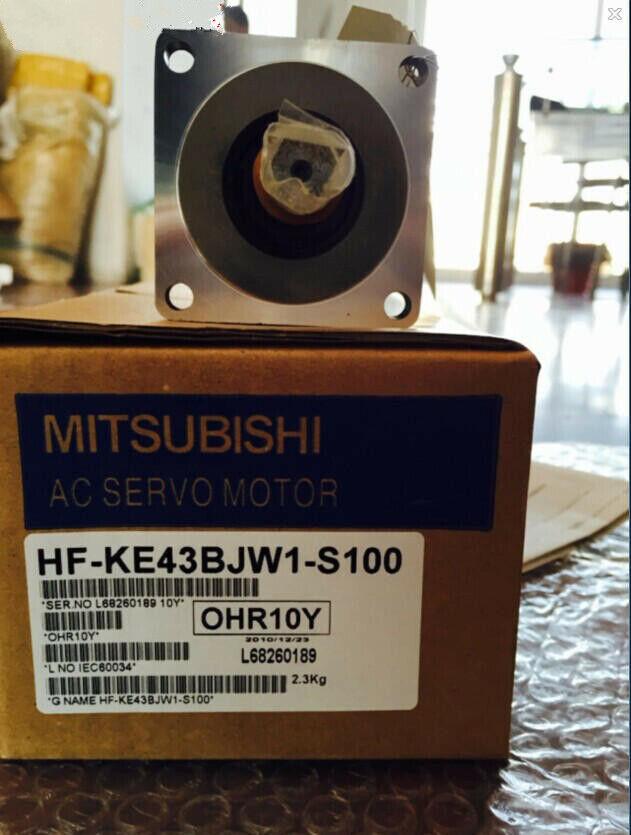 MITSUBISHI
AC SERVO MOTOR
HF-KE43BJW1-S100
*SER.NO L68260189 10Y*
OHR10Y
*OHR10Y*
2010/12/23
L68260189
*L NO IEC60034*
2.3Kg
*G NAME HF-KE43BJW1-S100*